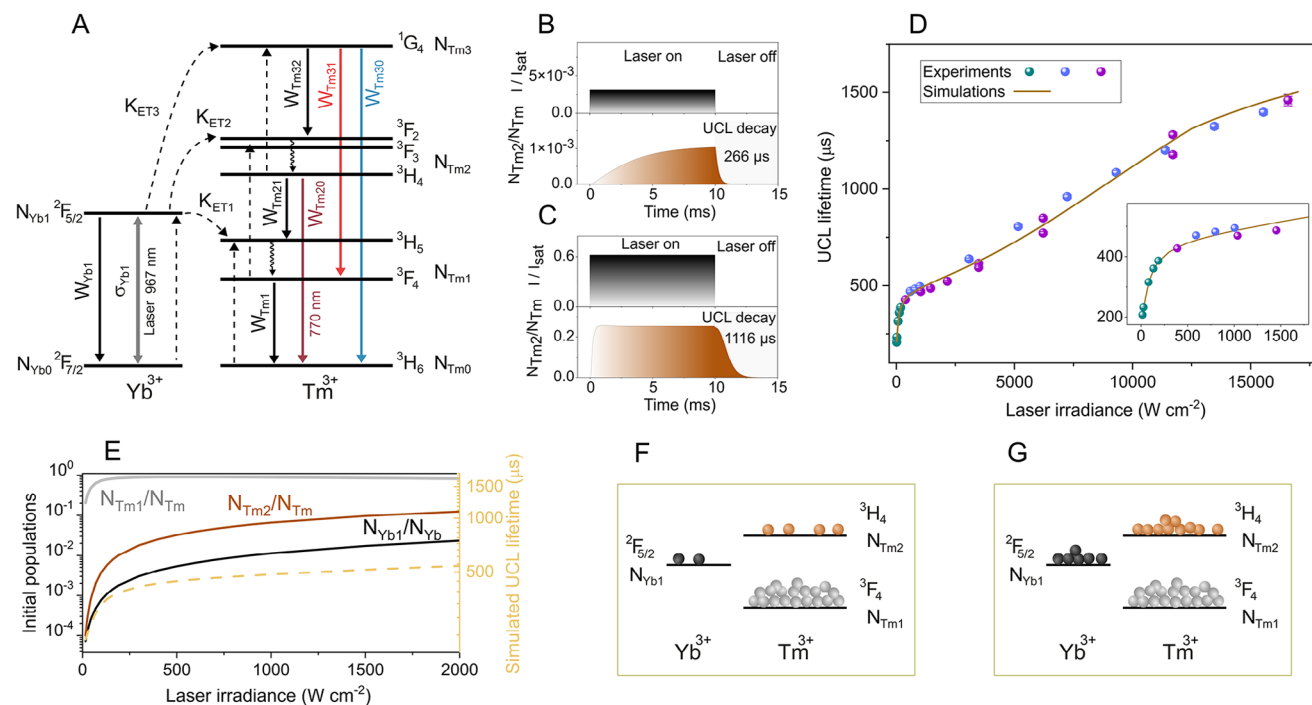 A
¹G₄ N_Tm3
W_Tm32
W_Tm31
W_Tm30
K_ET3
K_ET2
³F₂
³F₃
N_Tm2
³H₄
W_Tm21
W_Tm20
K_ET1
N_Yb1 ²F₅/₂
³H₅
³F₄ N_Tm1
W_Yb1
σ_Yb1
Laser 967 nm
W_Tm1
770 nm
N_Yb0 ²F₇/₂
³H₆ N_Tm0
Yb³⁺
Tm³⁺
B
Laser on
Laser off
I / I_sat
5×10⁻³
0.0
N_Tm2/N_Tm
UCL decay
266 µs
1×10⁻³
0.0
0 5 10 15
Time (ms)
C
Laser on
Laser off
I / I_sat
0.6
0.0
N_Tm2/N_Tm
UCL decay
1116 µs
0.2
0.0
0 5 10 15
Time (ms)
D
Experiments
Simulations
UCL lifetime (µs)
1500
1000
500
0
0 5000 10000 15000
Laser irradiance (W cm⁻²)
400
200
0 500 1000 1500
E
Initial populations
10⁰
10⁻¹
10⁻²
10⁻³
10⁻⁴
N_Tm1/N_Tm
N_Tm2/N_Tm
N_Yb1/N_Yb
1500
1000
500
Simulated UCL lifetime (µs)
0 500 1000 1500 2000
Laser irradiance (W cm⁻²)
F
³H₄
N_Tm2
²F₅/₂
N_Yb1
³F₄
N_Tm1
Yb³⁺ Tm³⁺
G
³H₄
N_Tm2
²F₅/₂
N_Yb1
³F₄
N_Tm1
Yb³⁺ Tm³⁺